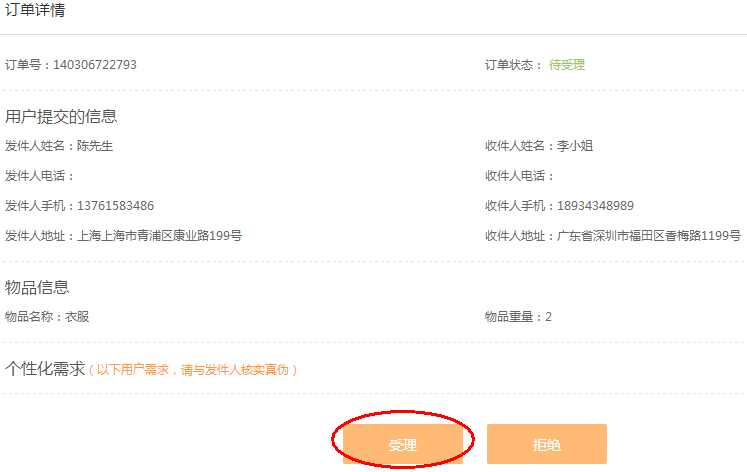 订单详情
订单号：140306722793 订单状态： 待受理
用户提交的信息
发件人姓名：陈先生 收件人姓名：李小姐
发件人电话： 收件人电话：
发件人手机：13761583486 收件人手机：18934348989
发件人地址：上海上海市青浦区康业路199号 收件人地址：广东省深圳市福田区香梅路1199号
物品信息
物品名称：衣服 物品重量：2
个性化需求（以下用户需求，请与发件人核实真伪）
受理 拒绝